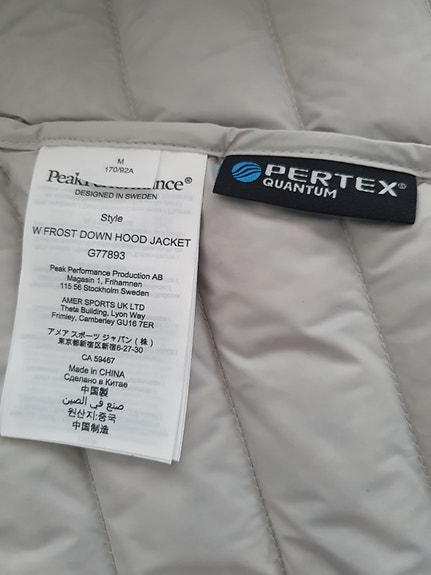 M
170/92A
PeakPerformance®
DESIGNED IN SWEDEN
Style
W FROST DOWN HOOD JACKET
G77893
Peak Performance Production AB
Magasin 1, Frihamnen
115 56 Stockholm Sweden
AMER SPORTS UK LTD
Theta Building, Lyon Way
Frimley, Camberley GU16 7ER
アメア スポーツ ジャパン (株)
東京都新宿区新宿6-27-30
CA 59467
Made in CHINA
Сделано в Китае
中国製
صنع في الصين
원산지:중국
中国制造
PERTEX®
QUANTUM